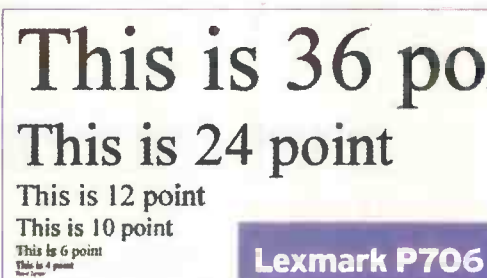 This is 36 po
This is 24 point
This is 12 point
This is 10 point
This is 6 point
This is 4 point
Lexmark P706